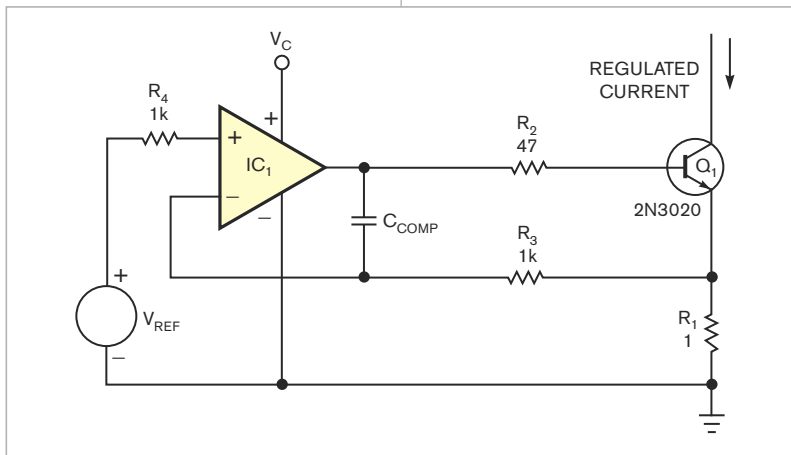 V_C
REGULATED
CURRENT
R_4
1k
+
+
IC_1
−
−
R_2
47
Q_1
2N3020
C_COMP
R_3
1k
+
V_REF
−
R_1
1